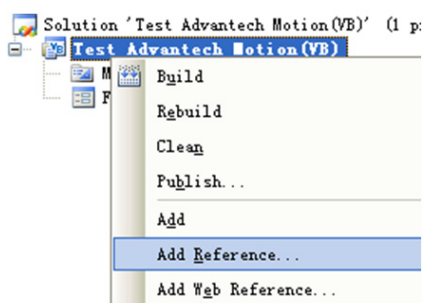 Solution 'Test Advantech Motion(VB)' (1 p
Test Advantech Motion(VB)
M
F
Build
Rebuild
Clean
Publish...
Add
Add Reference...
Add Web Reference...